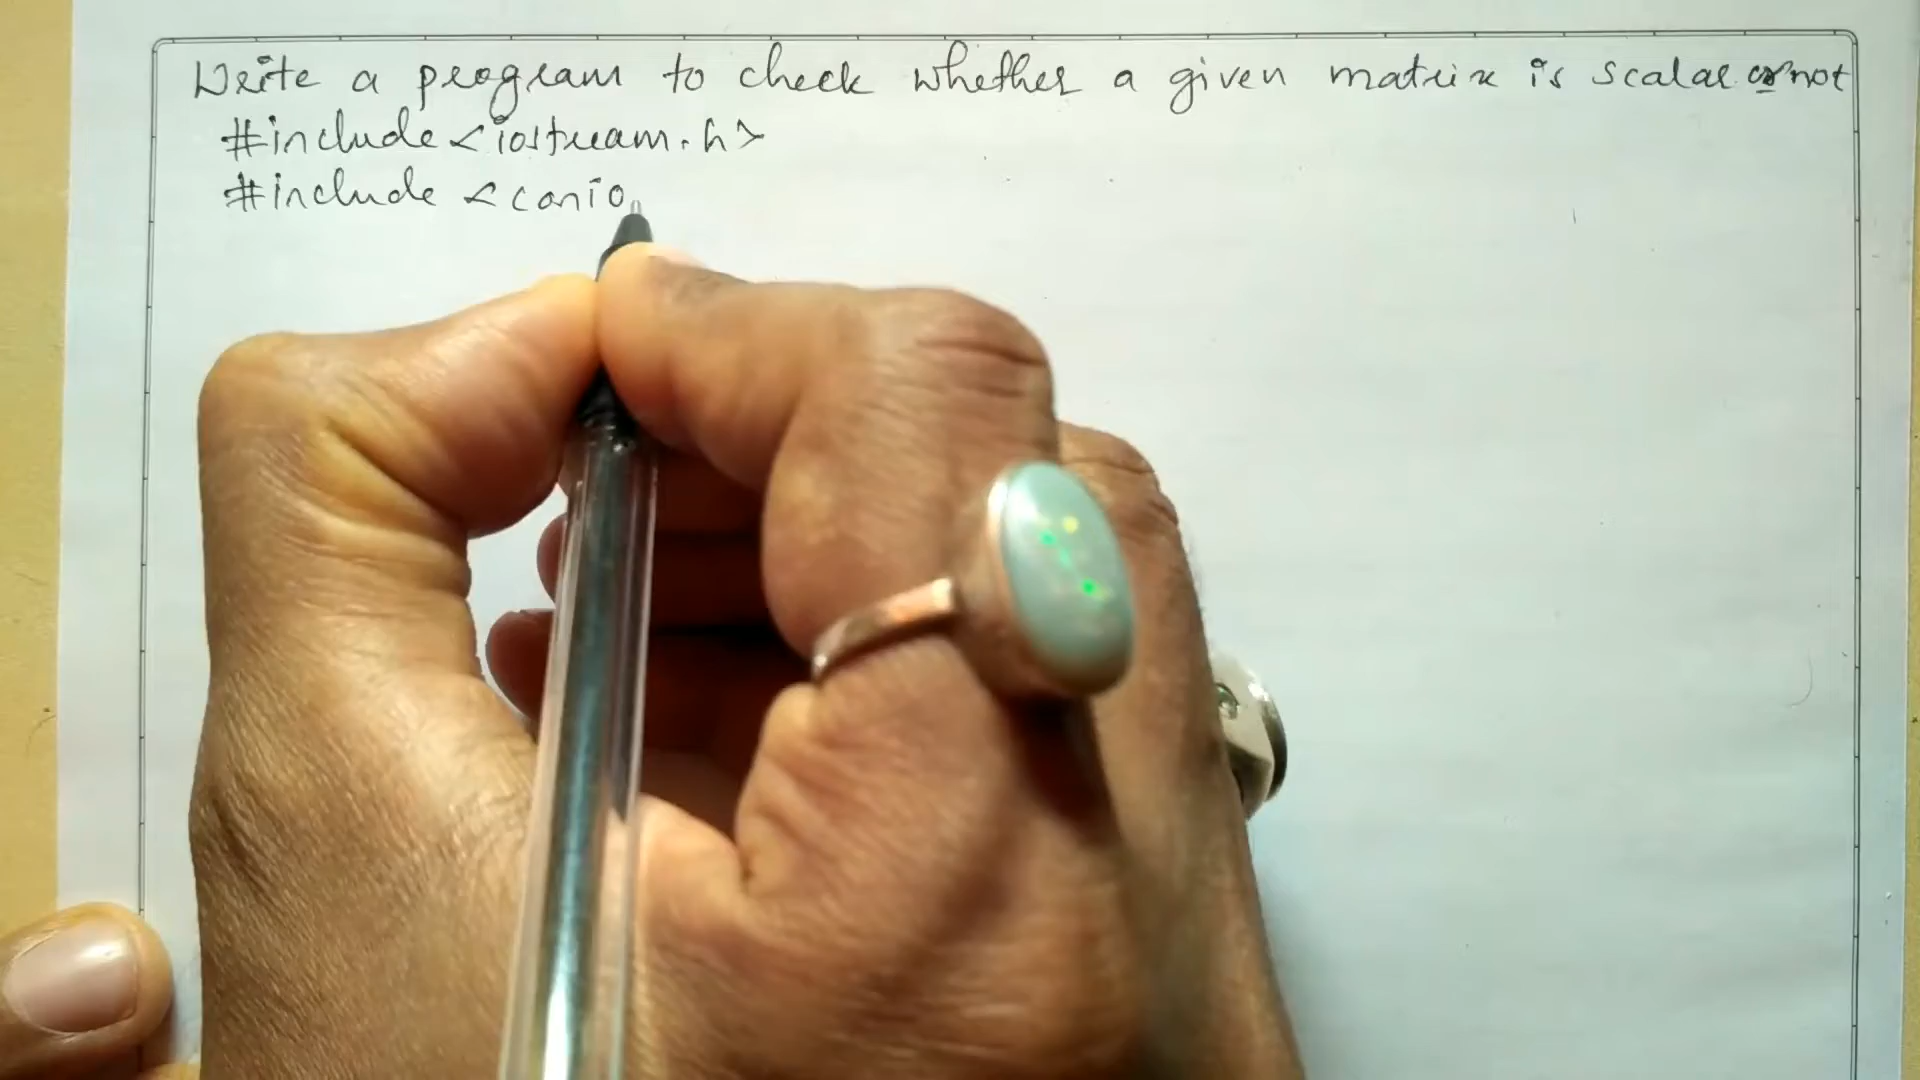 Write a program to check whether a given matrix is scalar or not
#include <iostream.h>
#include <conio.